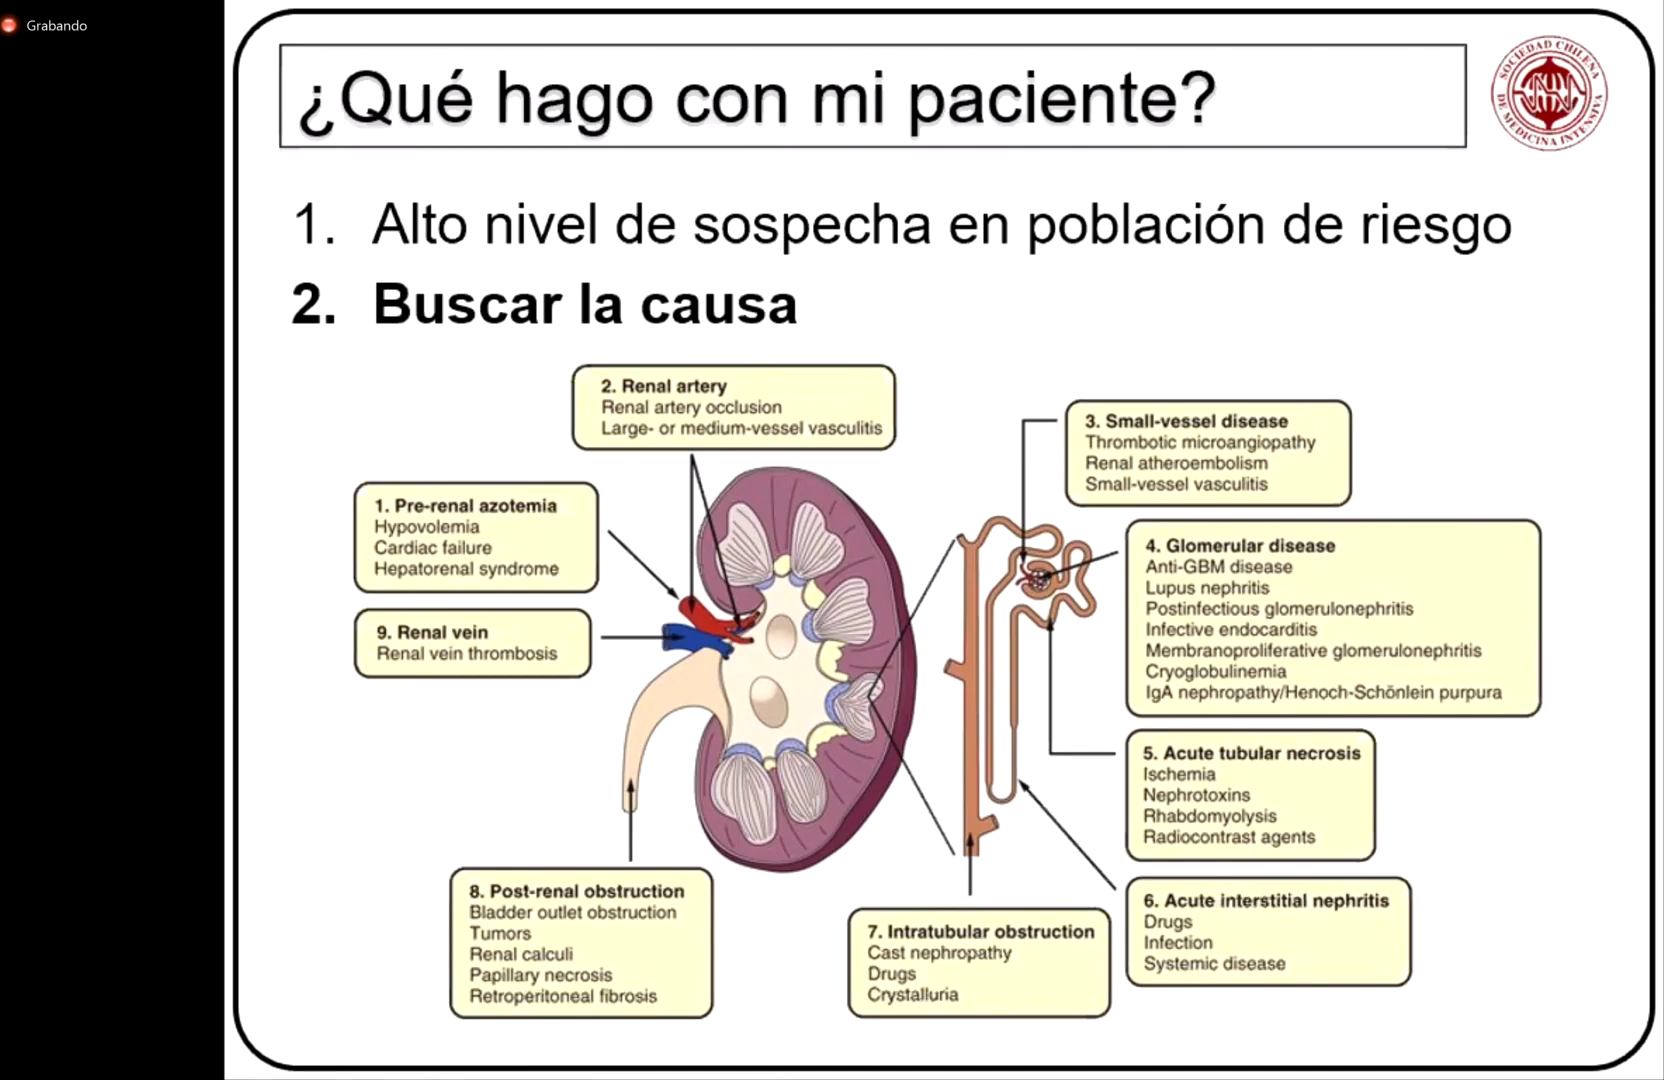 Grabando
¿Qué hago con mi paciente?
SOCIEDAD CHILENA
DE MEDICINA INTENSIVA
1. Alto nivel de sospecha en población de riesgo
2. Buscar la causa
2. Renal artery
Renal artery occlusion
Large- or medium-vessel vasculitis
3. Small-vessel disease
Thrombotic microangiopathy
Renal atheroembolism
Small-vessel vasculitis
1. Pre-renal azotemia
Hypovolemia
Cardiac failure
Hepatorenal syndrome
4. Glomerular disease
Anti-GBM disease
Lupus nephritis
Postinfectious glomerulonephritis
Infective endocarditis
Membranoproliferative glomerulonephritis
Cryoglobulinemia
IgA nephropathy/Henoch-Schönlein purpura
9. Renal vein
Renal vein thrombosis
5. Acute tubular necrosis
Ischemia
Nephrotoxins
Rhabdomyolysis
Radiocontrast agents
8. Post-renal obstruction
Bladder outlet obstruction
Tumors
Renal calculi
Papillary necrosis
Retroperitoneal fibrosis
7. Intratubular obstruction
Cast nephropathy
Drugs
Crystalluria
6. Acute interstitial nephritis
Drugs
Infection
Systemic disease